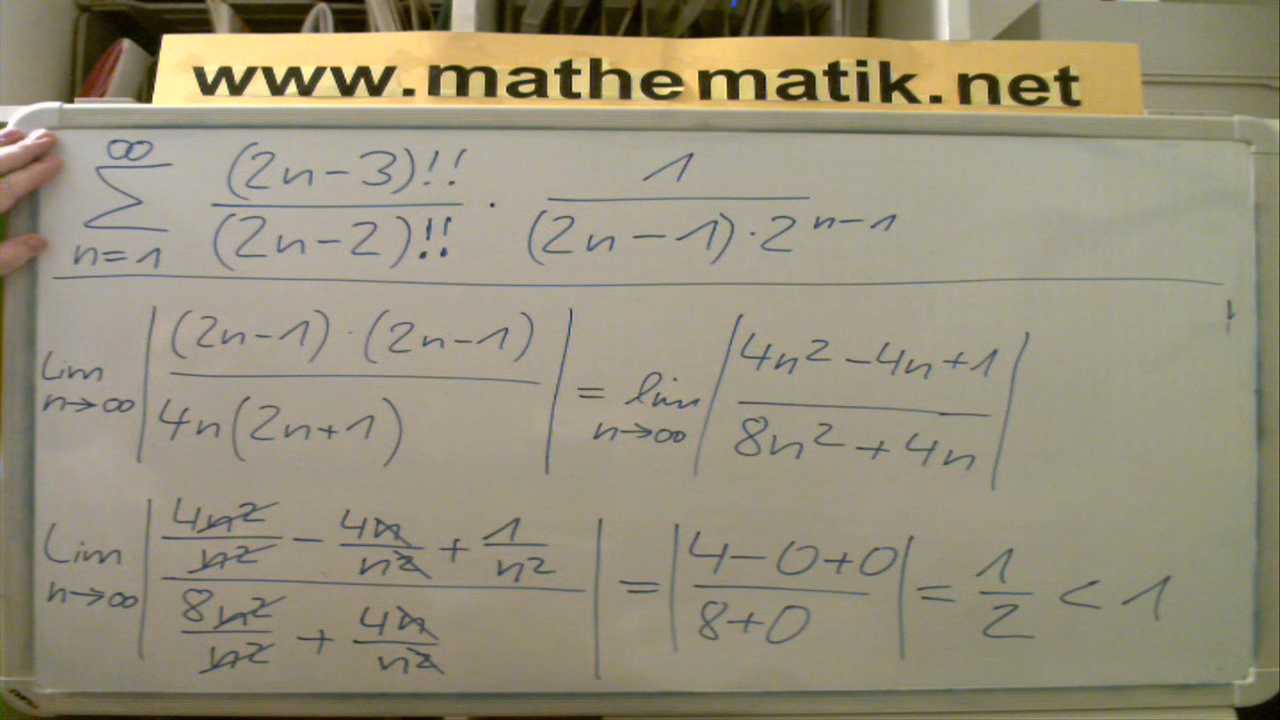 www.mathematik.net
∑_{n=1}^{∞} (2n-3)!!/(2n-2)!! · 1/((2n-1)·2^{n-1})
lim_{n→∞} |((2n-1)·(2n-1))/(4n(2n+1))| = lim_{n→∞} |(4n²-4n+1)/(8n²+4n)|
Lim_{n→∞} |(4n²/n² - 4n/n² + 1/n²)/(8n²/n² + 4n/n²)| = |(4-0+0)/(8+0)| = 1/2 < 1